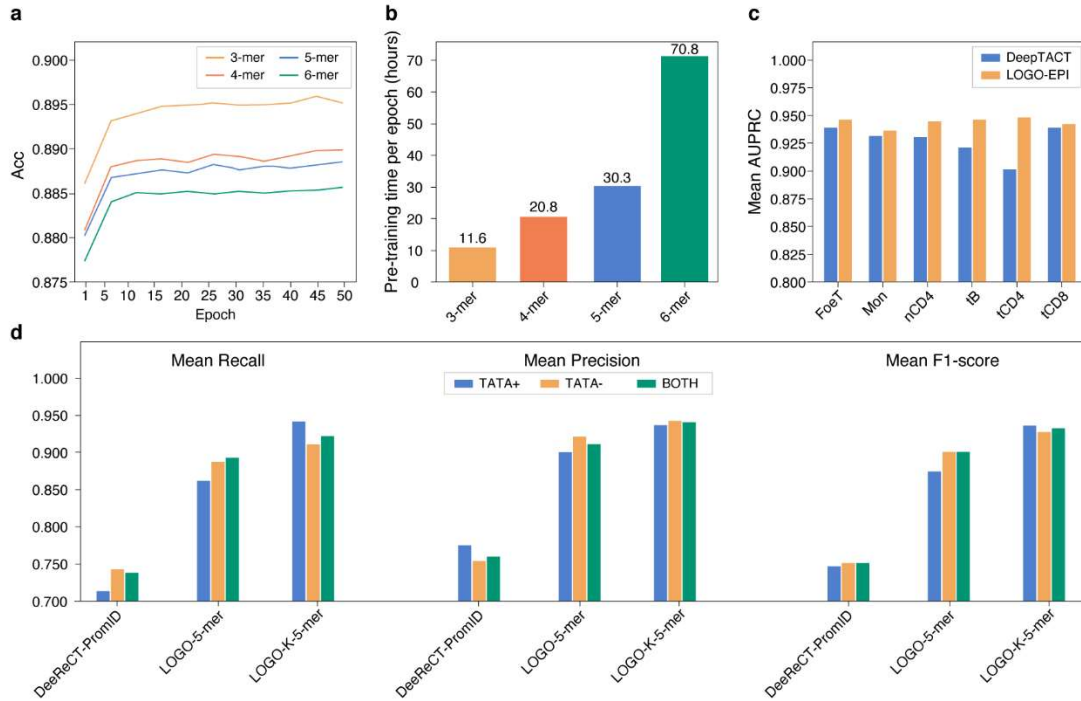 a
0.900
0.895
0.890
0.885
0.880
0.875
Acc
3-mer
5-mer
4-mer
6-mer
1
5
10
15
20
25
30
35
40
45
50
Epoch
b
Pre-training time per epoch (hours)
70
60
50
40
30
20
10
0
11.6
20.8
30.3
70.8
3-mer
4-mer
5-mer
6-mer
c
Mean AUPRC
1.000
0.975
0.950
0.925
0.900
0.875
0.850
0.825
0.800
DeepTACT
LOGO-EPI
FoeT
Mon
nCD4
tB
tCD4
tCD8
d
Mean Recall
Mean Precision
Mean F1-score
TATA+
TATA-
BOTH
1.000
0.950
0.900
0.850
0.800
0.750
0.700
DeeReCT-PromID
LOGO-5-mer
LOGO-K-5-mer
DeeReCT-PromID
LOGO-5-mer
LOGO-K-5-mer
DeeReCT-PromID
LOGO-5-mer
LOGO-K-5-mer